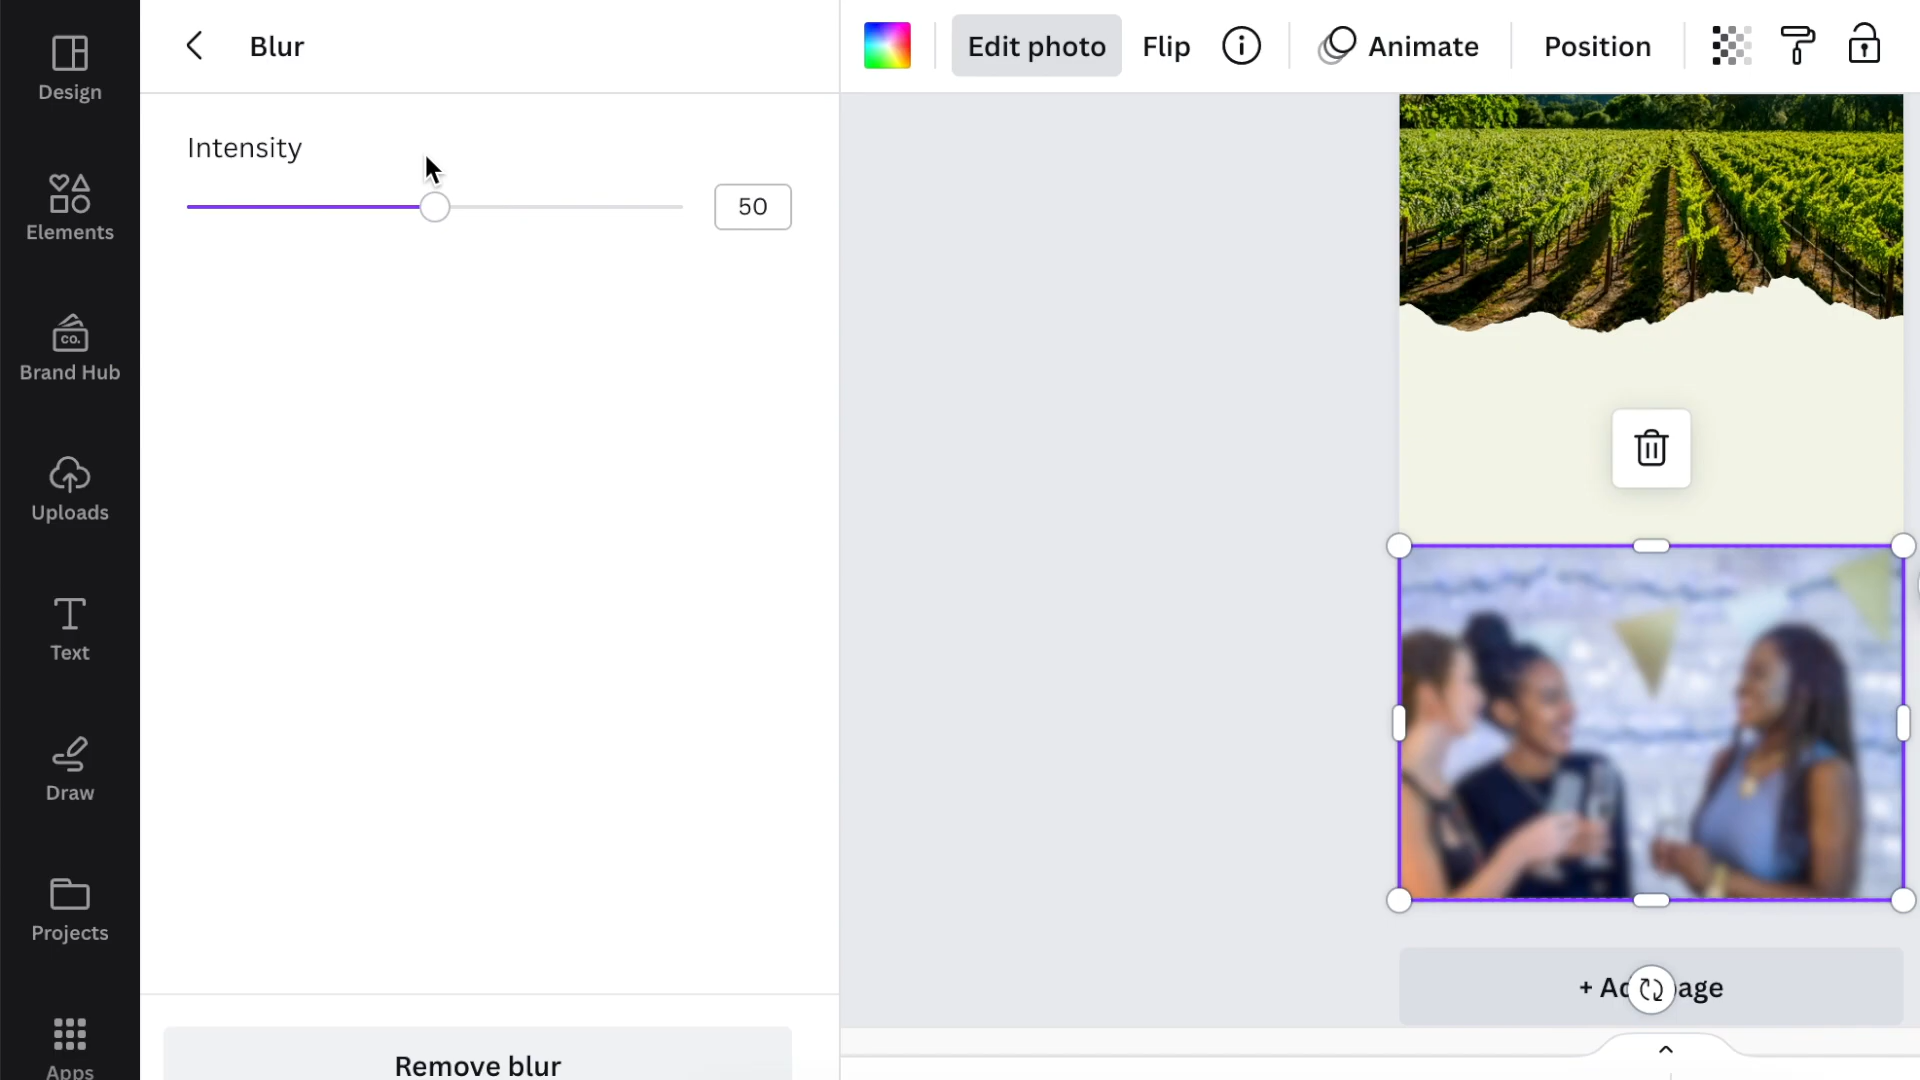 Design
Elements
co.
Brand Hub
Uploads
Text
Draw
Projects
Apps
Blur
Intensity
50
Remove blur
Edit photo
Flip
Animate
Position
+ Ad age